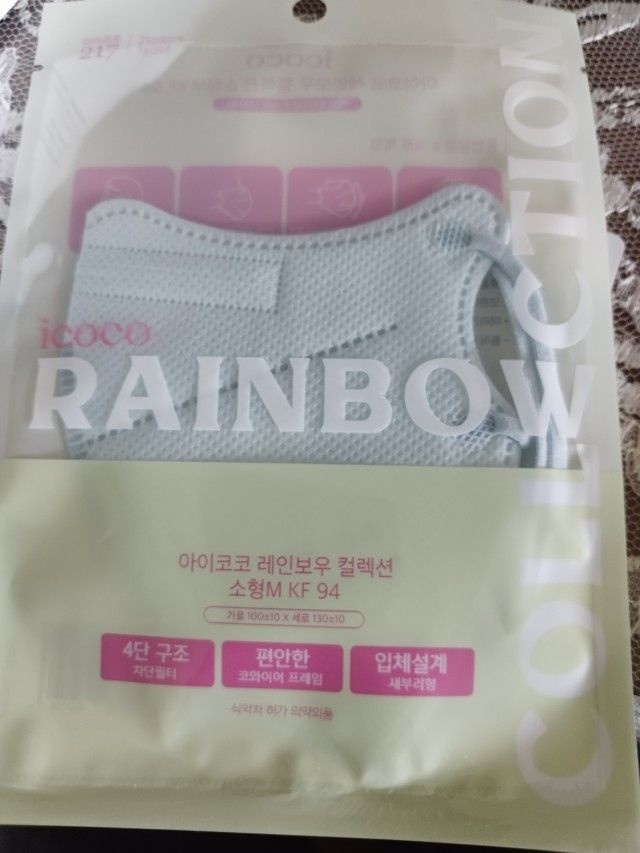 217
icoco
RAINBOW
COLLECTION
아이코코 레인보우 컬렉션
소형M KF 94
가로 100±10 X 세로 130±10
4단 구조
차단필터
편안한
코와이어 프레임
입체설계
새부리형
식약처 허가 의약외품